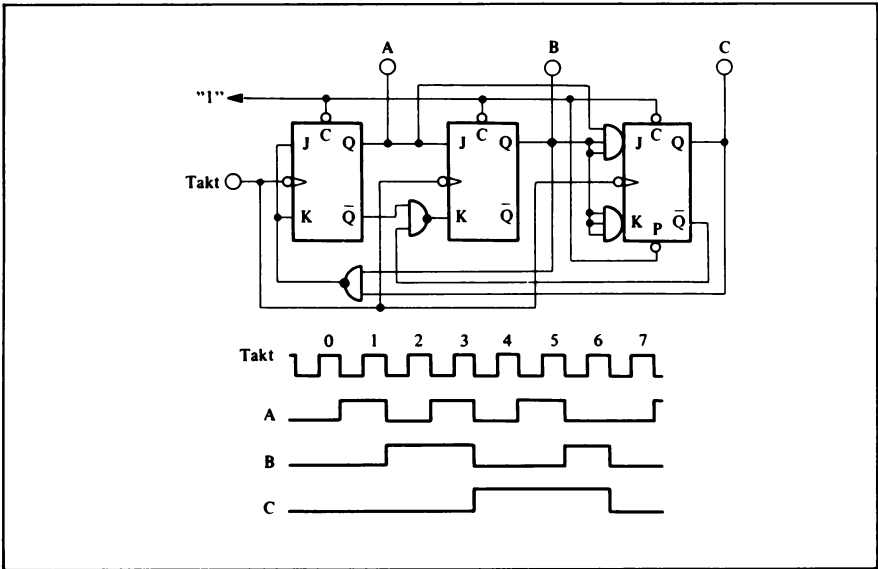 A B C
"1"
C C C
J Q J Q J Q
Takt
K Q̅ K Q̅ K Q̅
P
0 1 2 3 4 5 6 7
Takt
A
B
C